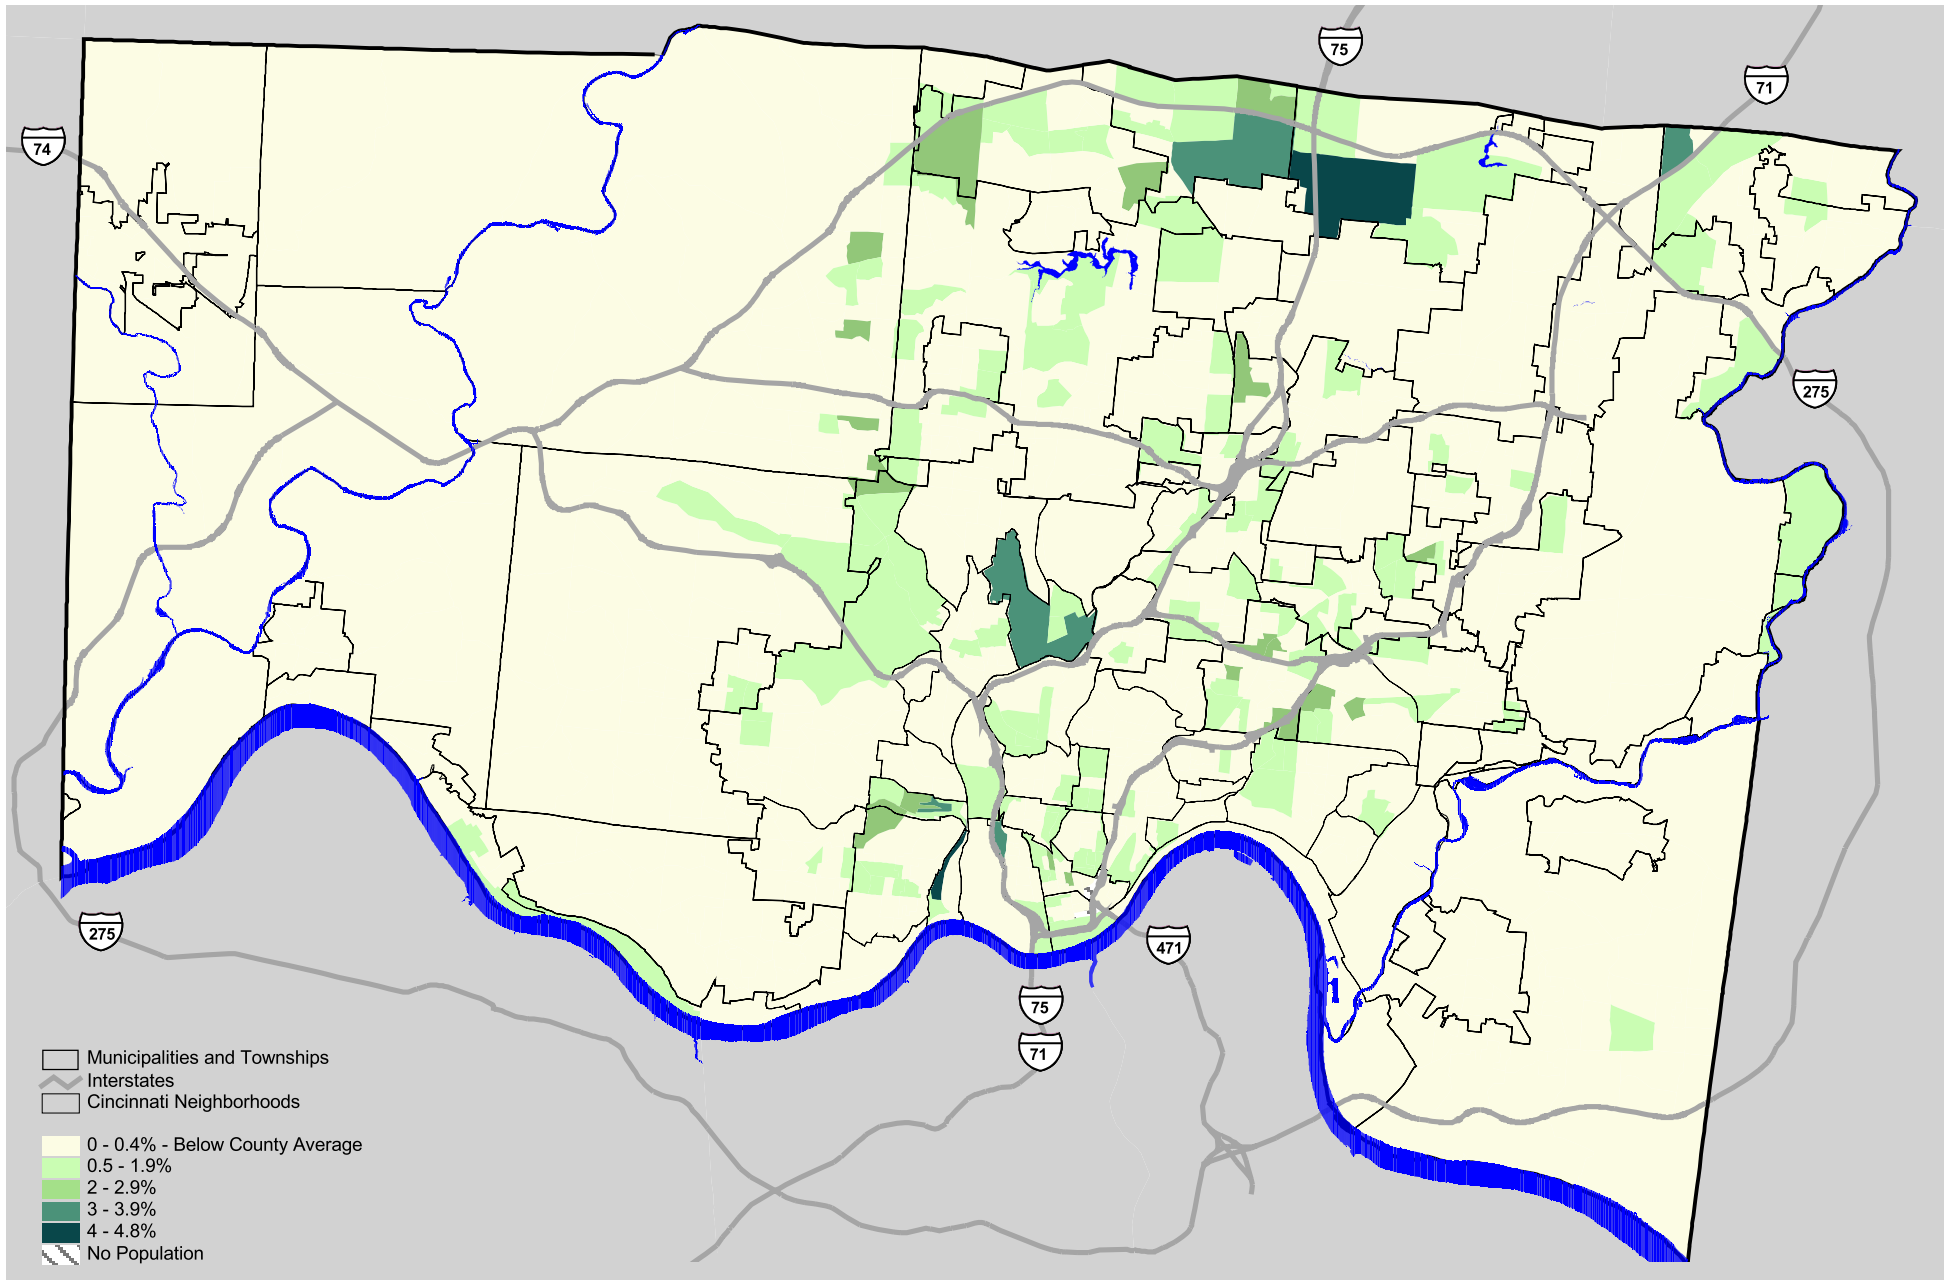 75
71
74
275
275
471
75
71
Municipalities and Townships
Interstates
Cincinnati Neighborhoods
0 - 0.4% - Below County Average
0.5 - 1.9%
2 - 2.9%
3 - 3.9%
4 - 4.8%
No Population